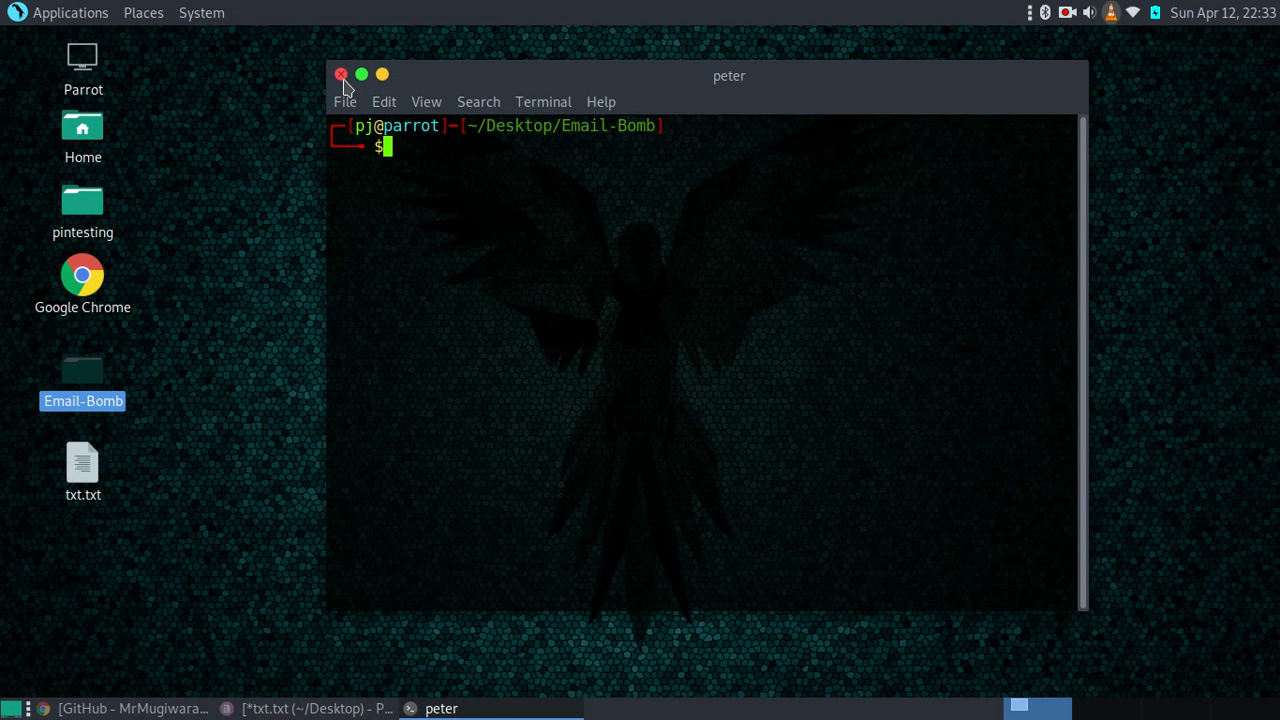 Applications Places System Sun Apr 12, 22:33
Parrot
Home
pintesting
Google Chrome
Email-Bomb
txt.txt
peter
File Edit View Search Terminal Help
┌─[pj@parrot]─[~/Desktop/Email-Bomb]
└──╼ $
[GitHub - MrMugiwara... [*txt.txt (~/Desktop) - P... peter